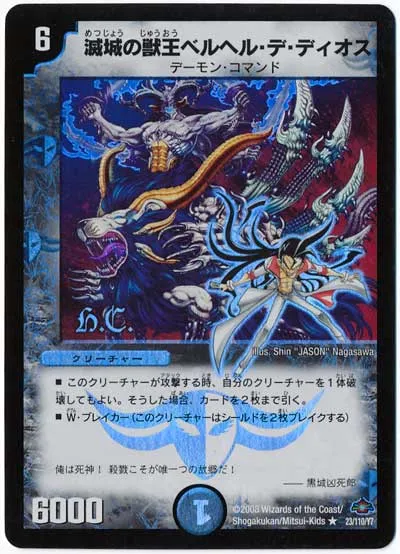 6
めつじょう じゅうおう
滅城の獣王ベルヘル・デ・ディオス
デーモン・コマンド
H.C.
illus. Shin "JASON" Nagasawa
クリーチャー
■ このクリーチャーが攻撃する時、自分のクリーチャーを1体破
壊してもよい。そうした場合、カードを2枚まで引く。
■ W・ブレイカー(このクリーチャーはシールドを2枚ブレイクする)
俺は死神! 殺戮こそが唯一つの故郷だ!
—— 黒城凶死郎
6000
1
©2008 Wizards of the Coast/
Shogakukan/Mitsui-Kids ★ 23/110/Y7